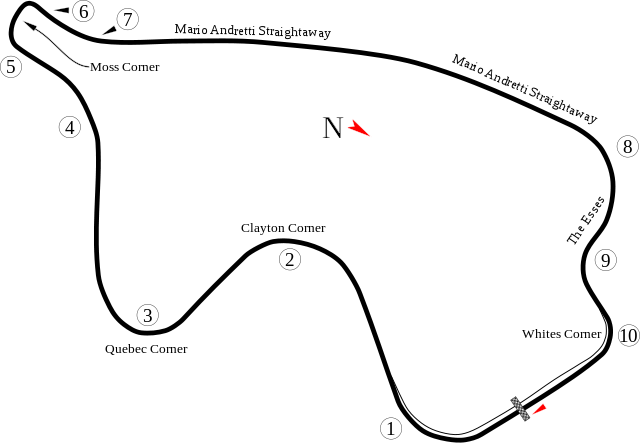 6
7
Mario Andretti Straightaway
Moss Corner
5
Mario Andretti Straightaway
4
N
8
The Esses
Clayton Corner
2
9
3
Quebec Corner
Whites Corner
10
1